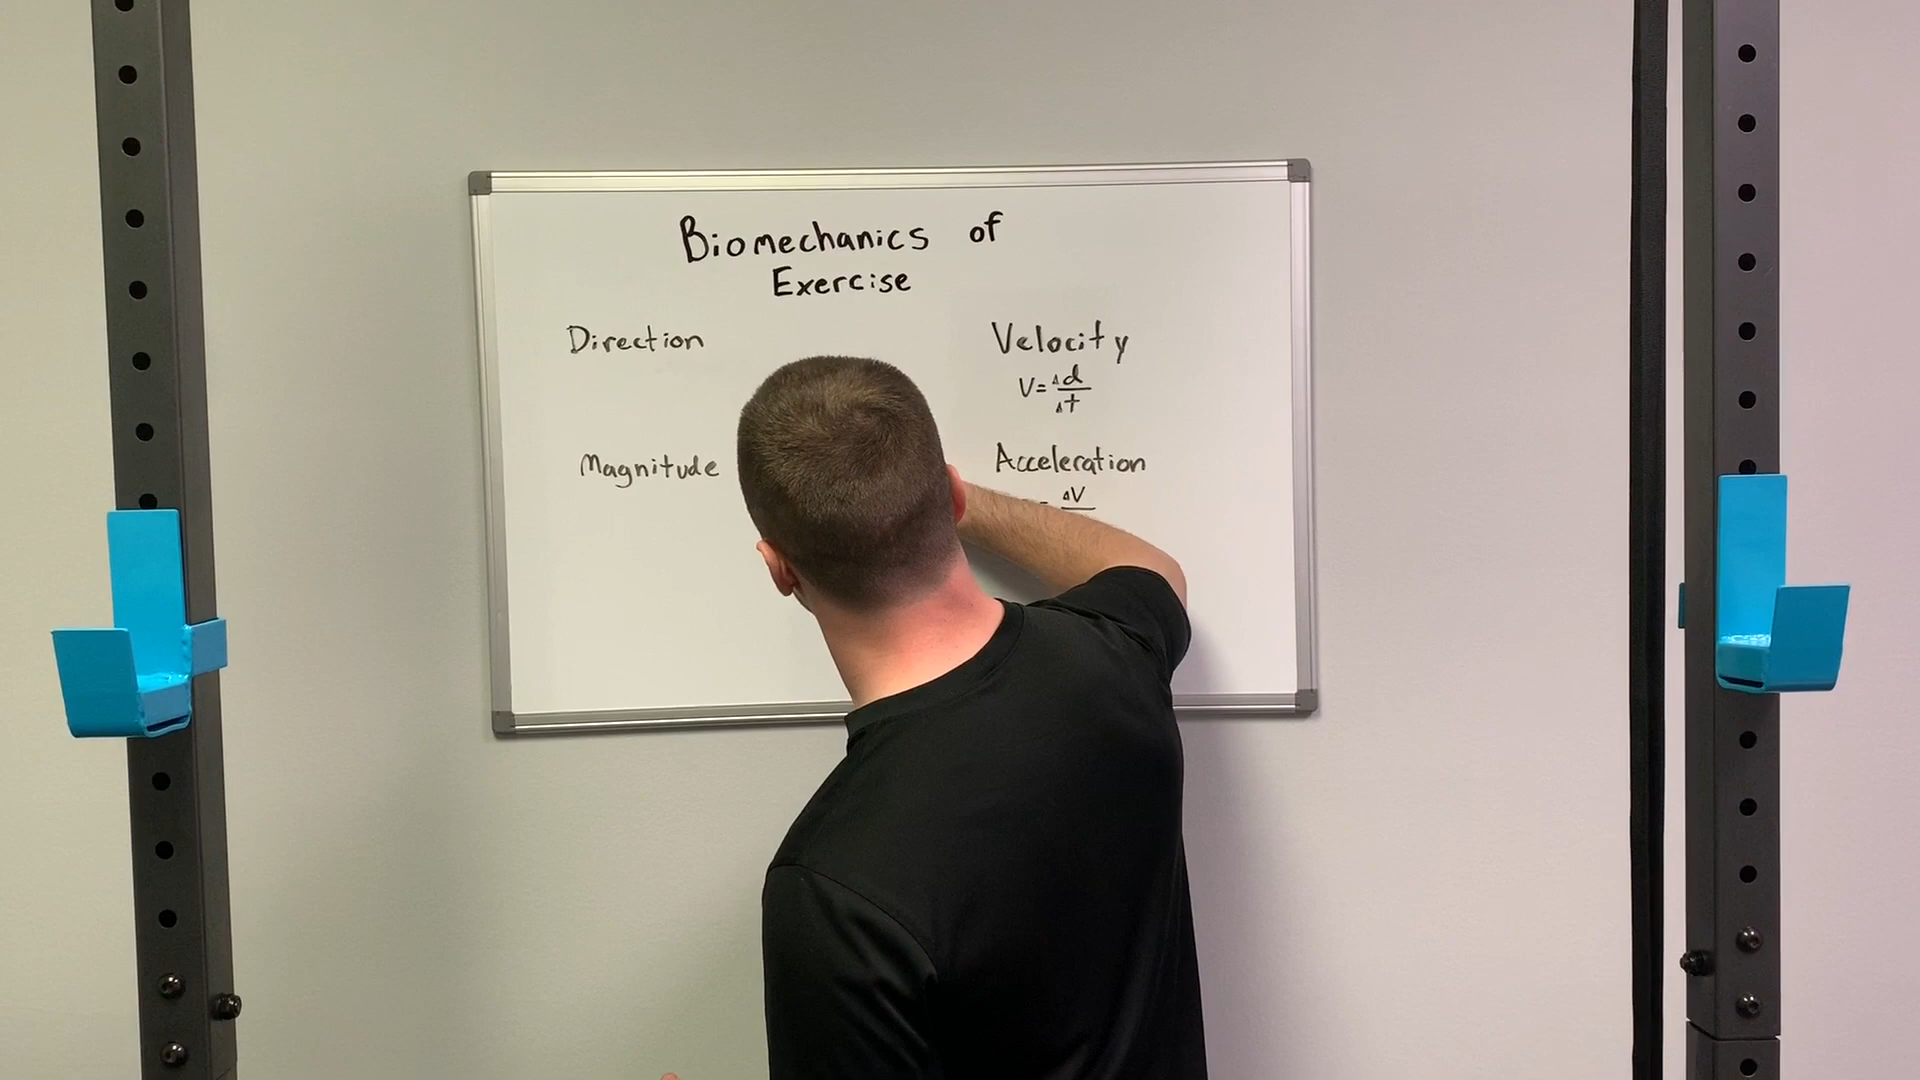 Biomechanics of
Exercise
Direction
Magnitude
Velocity
V = Δd
Δt
Acceleration
= ΔV